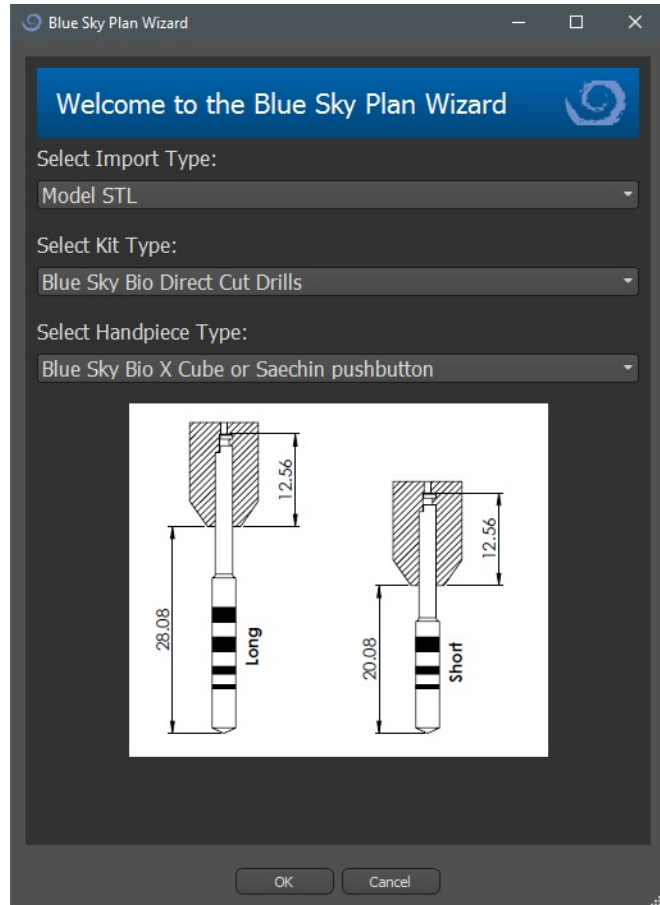 Blue Sky Plan Wizard
Welcome to the Blue Sky Plan Wizard
Select Import Type:
Model STL
Select Kit Type:
Blue Sky Bio Direct Cut Drills
Select Handpiece Type:
Blue Sky Bio X Cube or Saechin pushbutton
12.56
28.08
Long
12.56
20.08
Short
OK
Cancel